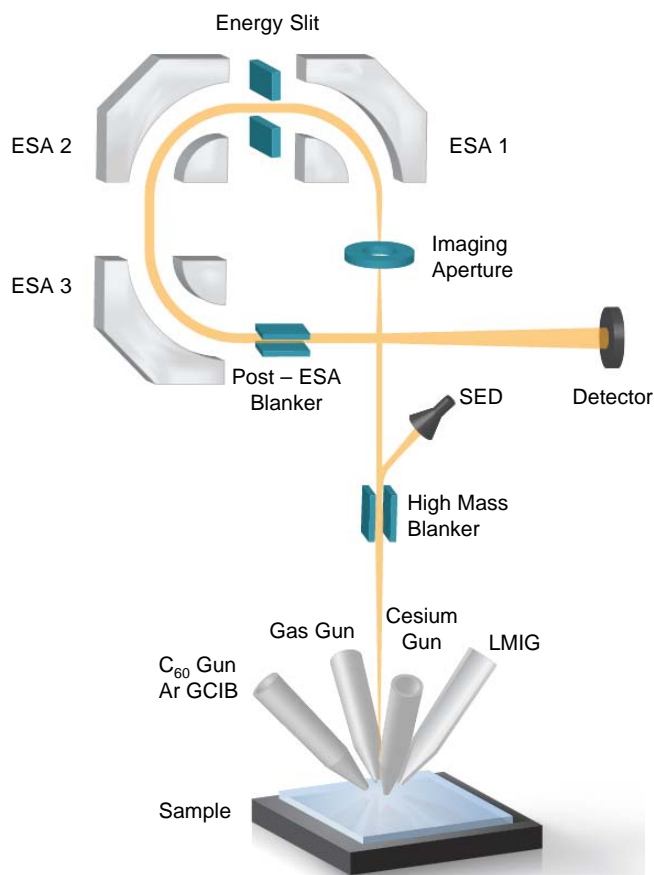 Energy Slit
ESA 2
ESA 1
Imaging
Aperture
ESA 3
Post – ESA
Blanker
SED
Detector
High Mass
Blanker
Cesium
Gun
Gas Gun
LMIG
C₆₀ Gun
Ar GCIB
Sample